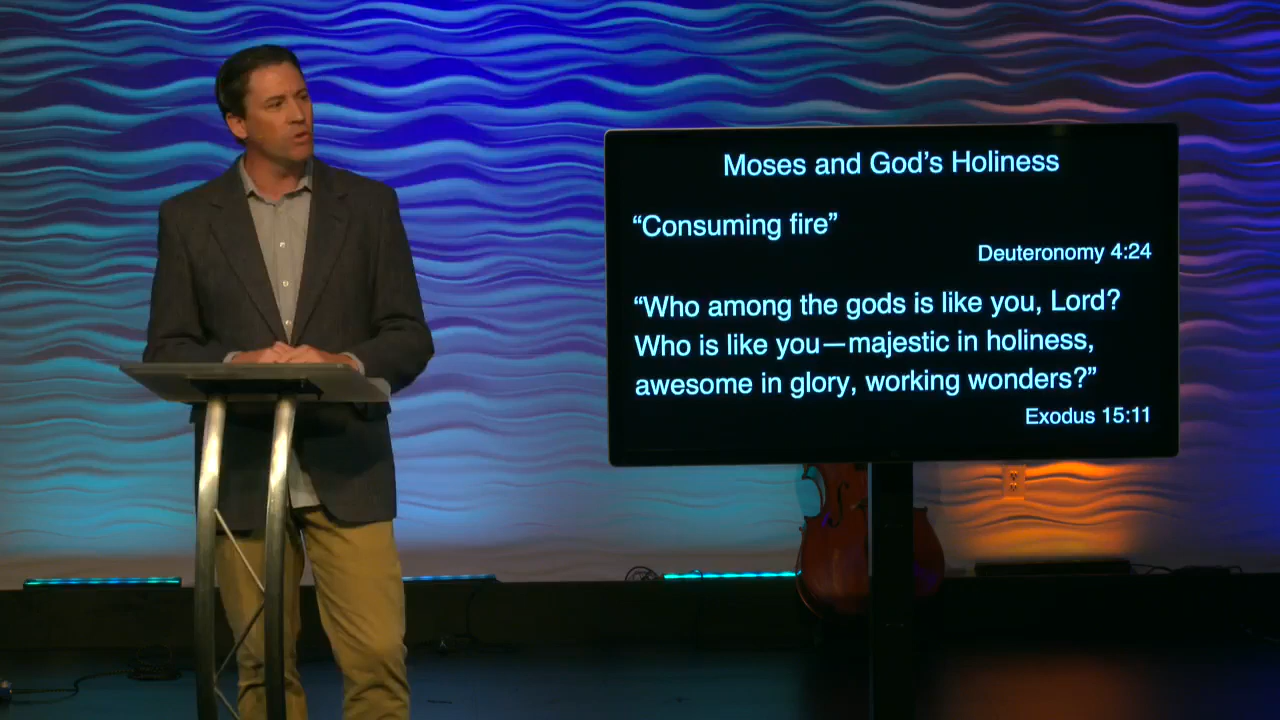 Moses and God’s Holiness
“Consuming fire”
Deuteronomy 4:24
“Who among the gods is like you, Lord?
Who is like you—majestic in holiness,
awesome in glory, working wonders?”
Exodus 15:11